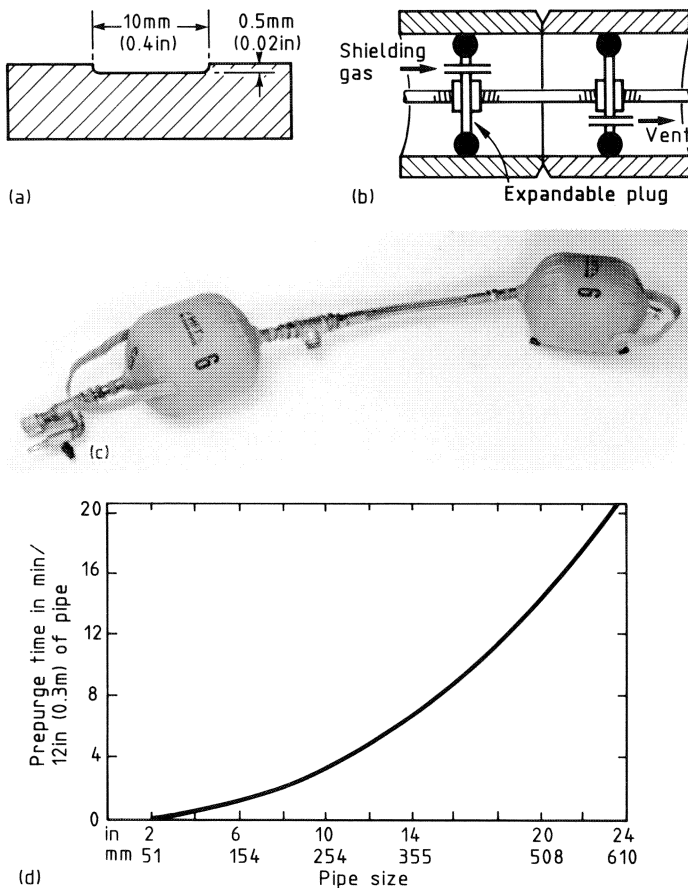 10mm
(0.4in)
0.5mm
(0.02in)
(a)
Shielding
gas
Vent
Expandable plug
(b)
6
6
(c)
Prepurge time in min/
12in (0.3m) of pipe
20
16
12
8
4
0
in 2 6 10 14 20 24
mm 51 154 254 355 508 610
Pipe size
(d)